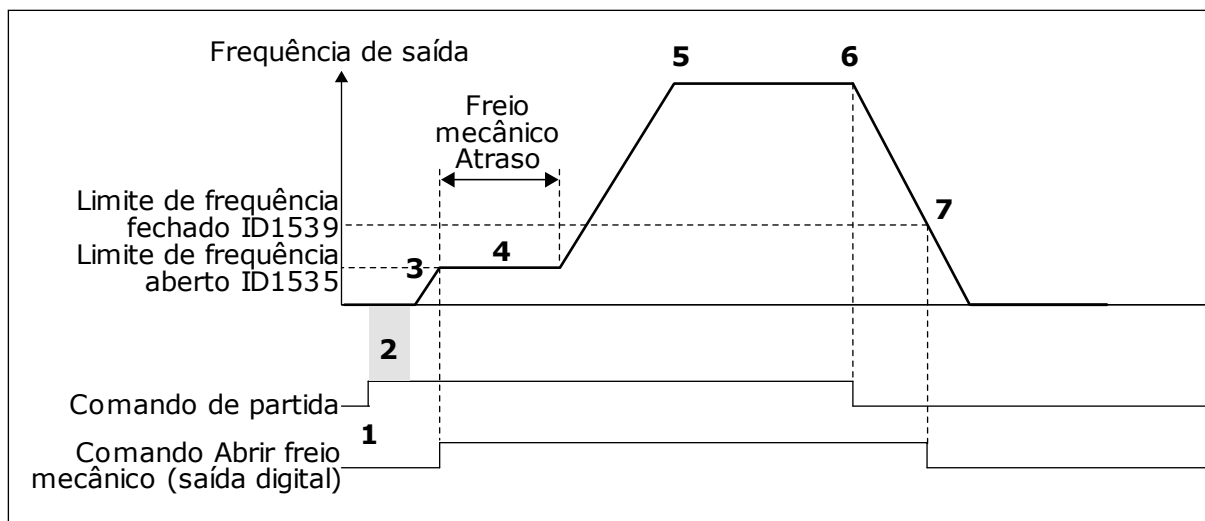 Frequência de saída
5
6
Freio
mecânico
Atraso
Limite de frequência
fechado ID1539
7
Limite de frequência
aberto ID1535
3
4
2
Comando de partida
1
Comando Abrir freio
mecânico (saída digital)